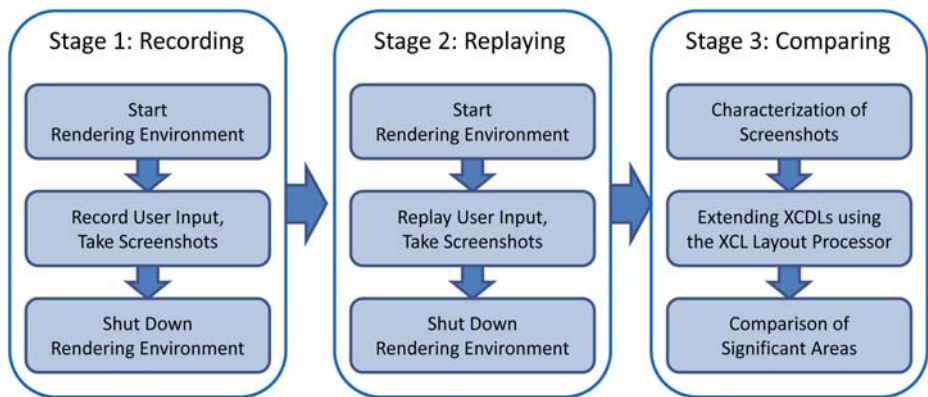 Stage 1: Recording
Start
Rendering Environment
Record User Input,
Take Screenshots
Shut Down
Rendering Environment
Stage 2: Replaying
Start
Rendering Environment
Replay User Input,
Take Screenshots
Shut Down
Rendering Environment
Stage 3: Comparing
Characterization of
Screenshots
Extending XCDLs using
the XCL Layout Processor
Comparison of
Significant Areas